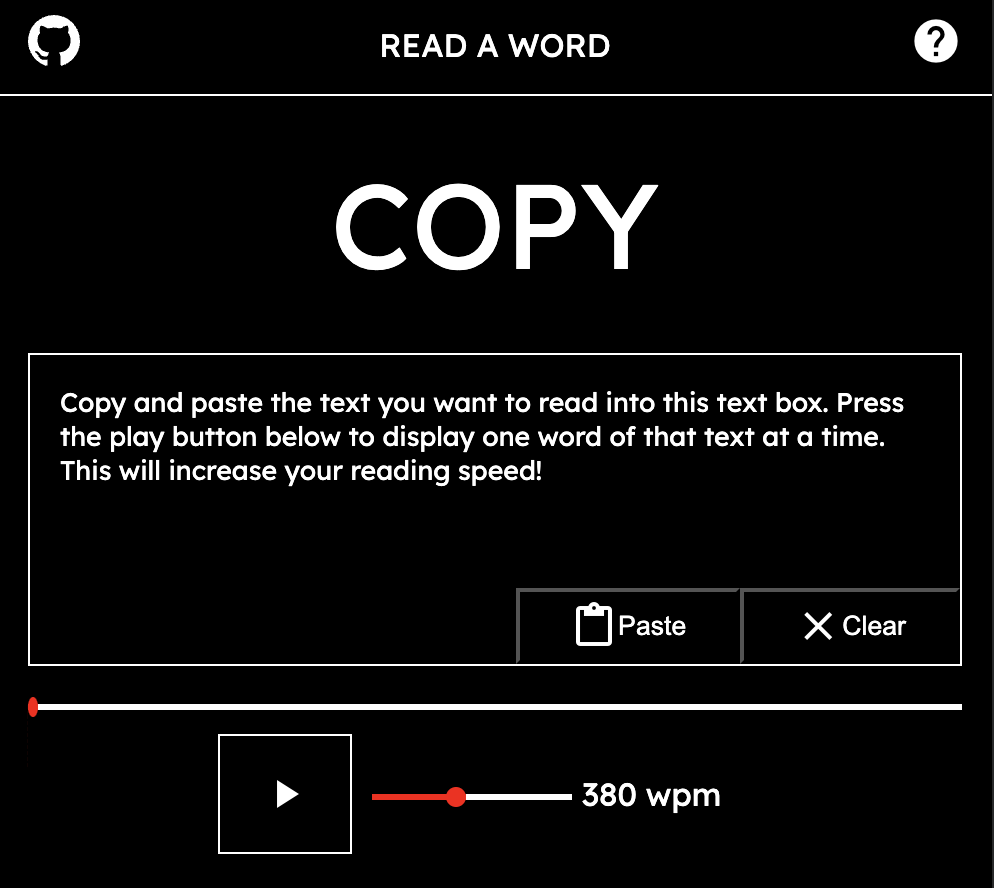 READ A WORD
COPY
Copy and paste the text you want to read into this text box. Press
the play button below to display one word of that text at a time.
This will increase your reading speed!
Paste
Clear
380 wpm